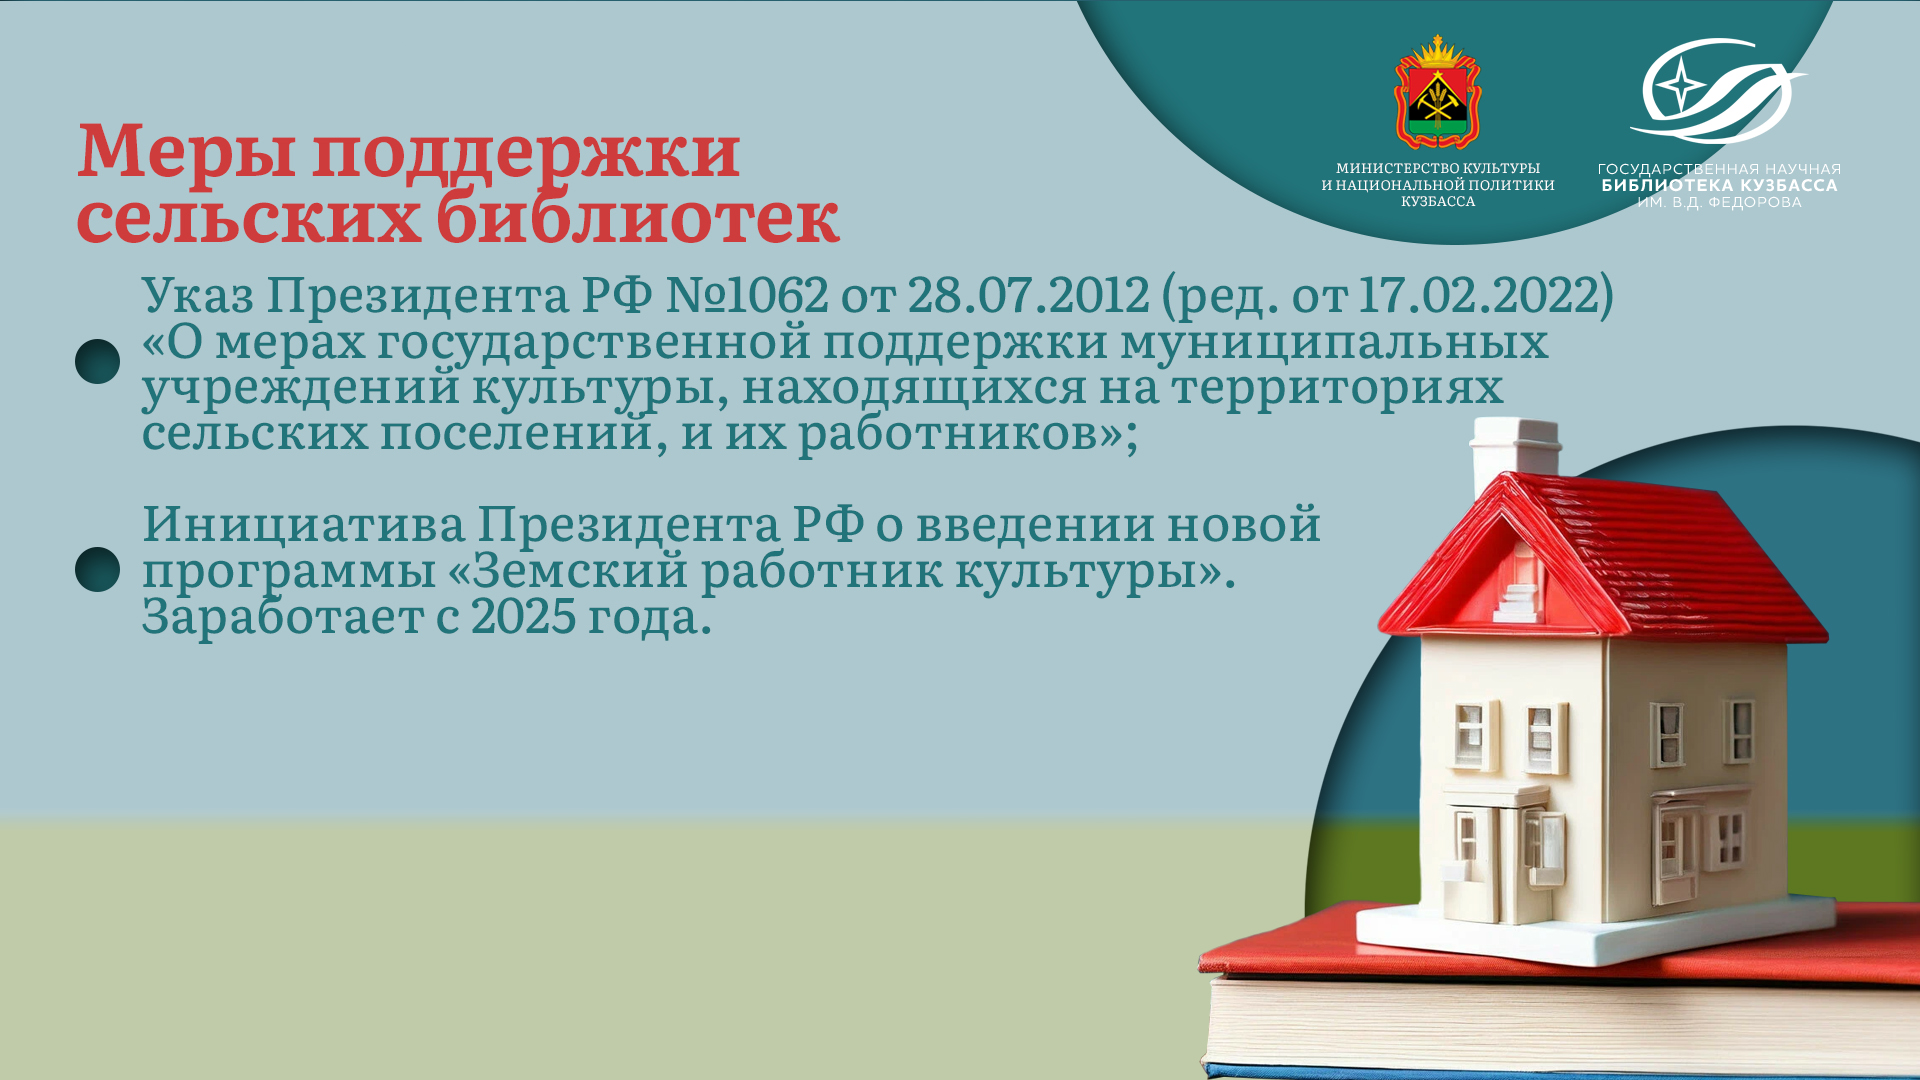 МИНИСТЕРСТВО КУЛЬТУРЫ
И НАЦИОНАЛЬНОЙ ПОЛИТИКИ
КУЗБАССА
ГОСУДАРСТВЕННАЯ НАУЧНАЯ
БИБЛИОТЕКА КУЗБАССА
ИМ. В.Д. ФЕДОРОВА
Меры поддержки
сельских библиотек
Указ Президента РФ №1062 от 28.07.2012 (ред. от 17.02.2022)
«О мерах государственной поддержки муниципальных
учреждений культуры, находящихся на территориях
сельских поселений, и их работников»;
Инициатива Президента РФ о введении новой
программы «Земский работник культуры».
Заработает с 2025 года.